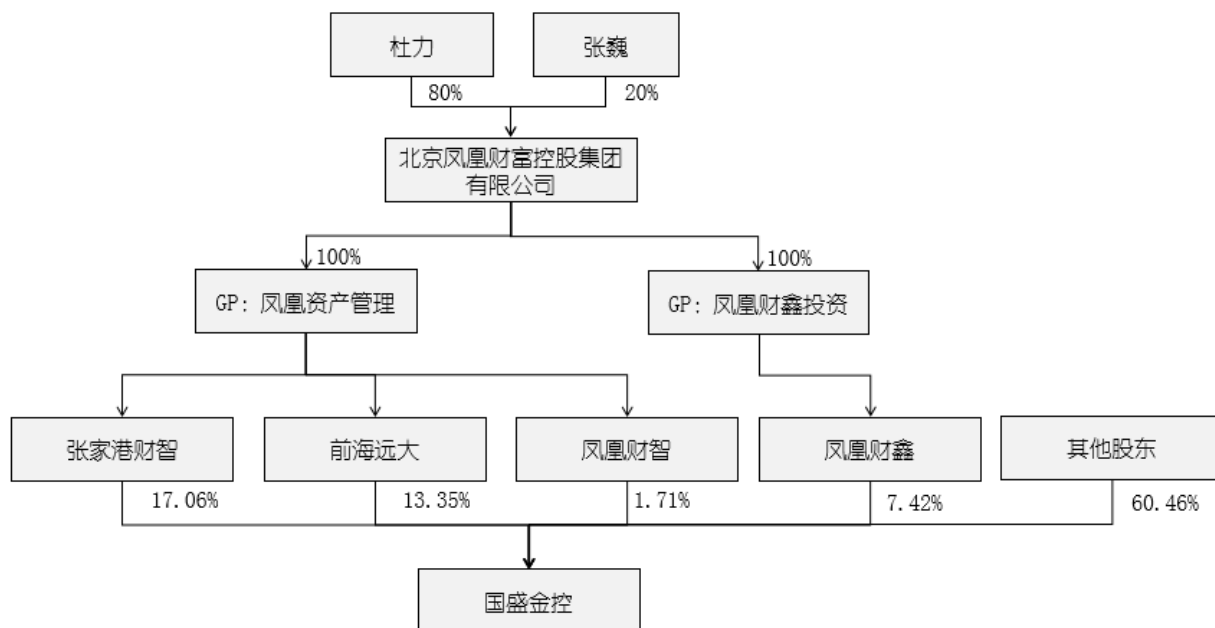 杜力
张巍
80%
20%
北京凤凰财富控股集团
有限公司
100%
100%
GP: 凤凰资产管理
GP: 凤凰财鑫投资
张家港财智
前海远大
凤凰财智
凤凰财鑫
其他股东
17.06%
13.35%
1.71%
7.42%
60.46%
国盛金控